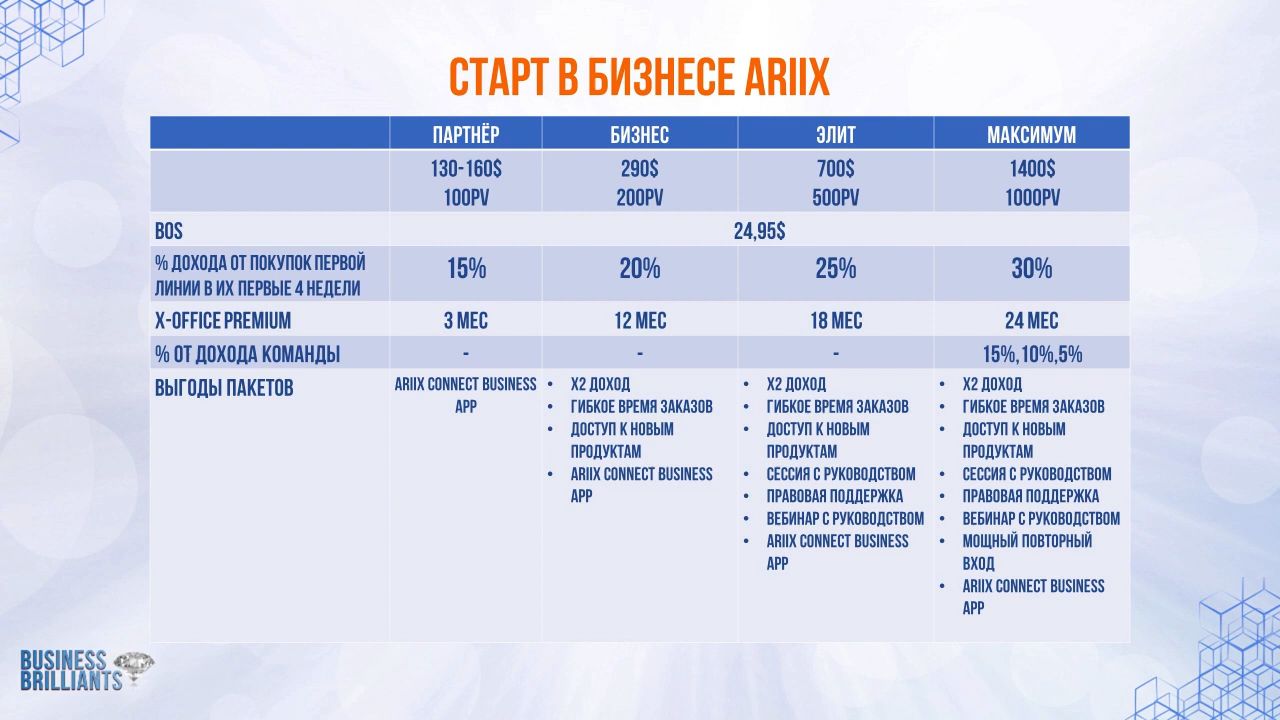 СТАРТ В БИЗНЕСЕ ARIIX
ПАРТНЁР БИЗНЕС ЭЛИТ МАКСИМУМ
130-160$ 290$ 700$ 1400$
100PV 200PV 500PV 1000PV
BOS 24,95$
% ДОХОДА ОТ ПОКУПОК ПЕРВОЙ
ЛИНИИ В ИХ ПЕРВЫЕ 4 НЕДЕЛИ
15% 20% 25% 30%
X-OFFICE PREMIUM 3 МЕС 12 МЕС 18 МЕС 24 МЕС
% ОТ ДОХОДА КОМАНДЫ - - - 15%,10%,5%
ВЫГОДЫ ПАКЕТОВ
ARIIX CONNECT BUSINESS
APP
• X2 ДОХОД
• ГИБКОЕ ВРЕМЯ ЗАКАЗОВ
• ДОСТУП К НОВЫМ
ПРОДУКТАМ
• ARIIX CONNECT BUSINESS
APP
• X2 ДОХОД
• ГИБКОЕ ВРЕМЯ ЗАКАЗОВ
• ДОСТУП К НОВЫМ
ПРОДУКТАМ
• СЕССИЯ С РУКОВОДСТВОМ
• ПРАВОВАЯ ПОДДЕРЖКА
• ВЕБИНАР С РУКОВОДСТВОМ
• ARIIX CONNECT BUSINESS
APP
• X2 ДОХОД
• ГИБКОЕ ВРЕМЯ ЗАКАЗОВ
• ДОСТУП К НОВЫМ
ПРОДУКТАМ
• СЕССИЯ С РУКОВОДСТВОМ
• ПРАВОВАЯ ПОДДЕРЖКА
• ВЕБИНАР С РУКОВОДСТВОМ
• МОЩНЫЙ ПОВТОРНЫЙ
ВХОД
• ARIIX CONNECT BUSINESS
APP
BUSINESS
BRILLIANTS